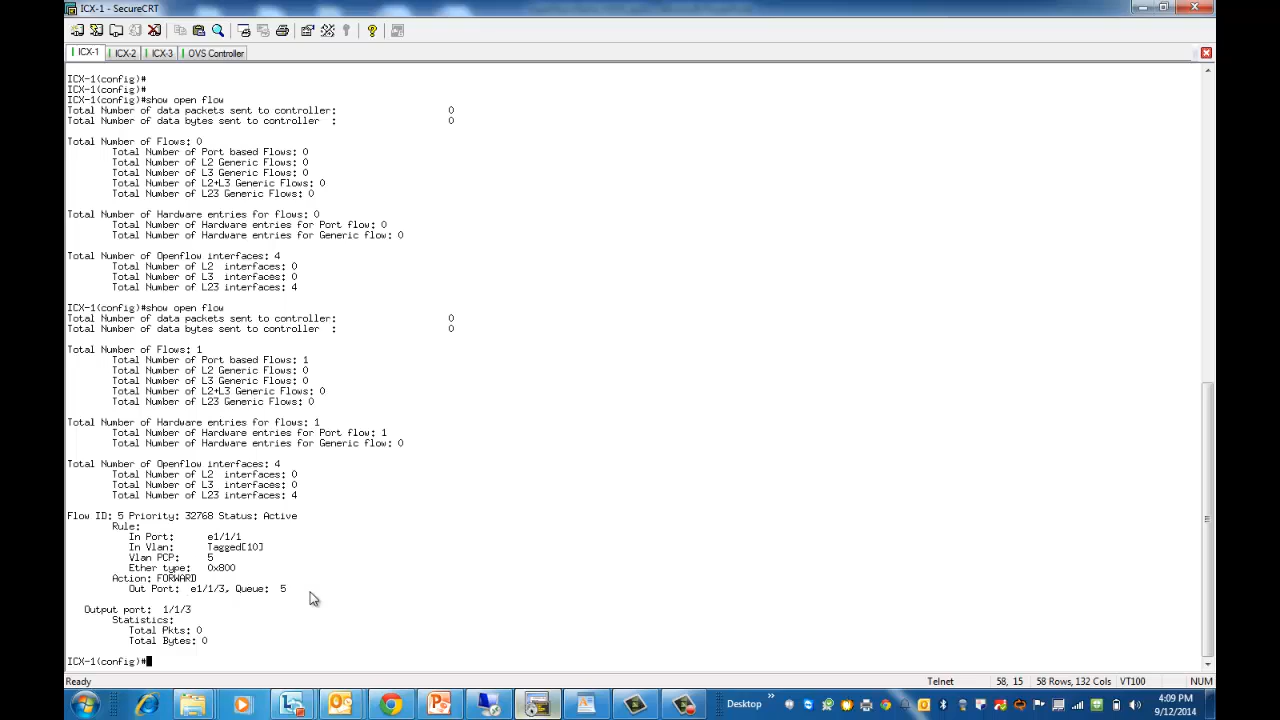 ICX-1 - SecureCRT
ICX-1 ICX-2 ICX-3 OVS Controller
ICX-1(config)#
ICX-1(config)#
ICX-1(config)#show open flow
Total Number of data packets sent to controller: 0
Total Number of data bytes sent to controller : 0
Total Number of Flows: 0
Total Number of Port based Flows: 0
Total Number of L2 Generic Flows: 0
Total Number of L3 Generic Flows: 0
Total Number of L2+L3 Generic Flows: 0
Total Number of L23 Generic Flows: 0
Total Number of Hardware entries for flows: 0
Total Number of Hardware entries for Port flow: 0
Total Number of Hardware entries for Generic flow: 0
Total Number of Openflow interfaces: 4
Total Number of L2 interfaces: 0
Total Number of L3 interfaces: 0
Total Number of L23 interfaces: 4
ICX-1(config)#show open flow
Total Number of data packets sent to controller: 0
Total Number of data bytes sent to controller : 0
Total Number of Flows: 1
Total Number of Port based Flows: 1
Total Number of L2 Generic Flows: 0
Total Number of L3 Generic Flows: 0
Total Number of L2+L3 Generic Flows: 0
Total Number of L23 Generic Flows: 0
Total Number of Hardware entries for flows: 1
Total Number of Hardware entries for Port flow: 1
Total Number of Hardware entries for Generic flow: 0
Total Number of Openflow interfaces: 4
Total Number of L2 interfaces: 0
Total Number of L3 interfaces: 0
Total Number of L23 interfaces: 4
Flow ID: 5 Priority: 32768 Status: Active
Rule:
In Port: e1/1/1
In Vlan: Tagged[10]
Vlan PCP: 5
Ether type: 0x800
Action: FORWARD
Out Port: e1/1/3, Queue: 5
Output port: 1/1/3
Statistics:
Total Pkts: 0
Total Bytes: 0
ICX-1(config)#
Ready Telnet 58, 15 58 Rows, 132 Cols VT100 NUM
Desktop » 4:09 PM
9/12/2014